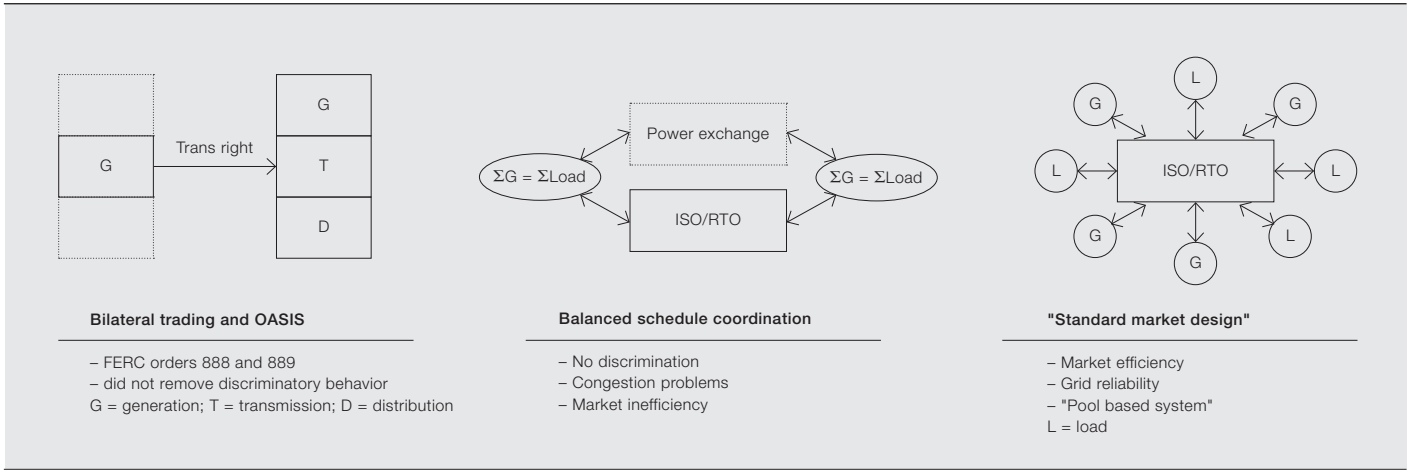 G
Trans right
G
T
D
Bilateral trading and OASIS
– FERC orders 888 and 889
– did not remove discriminatory behavior
G = generation; T = transmission; D = distribution
Power exchange
ΣG = ΣLoad
ΣG = ΣLoad
ISO/RTO
Balanced schedule coordination
– No discrimination
– Congestion problems
– Market inefficiency
L
G
G
L
ISO/RTO
L
G
L
G
"Standard market design"
– Market efficiency
– Grid reliability
– "Pool based system"
L = load